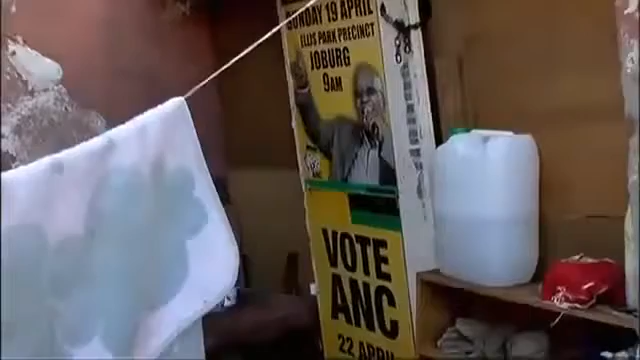 SUNDAY 19 APRIL
ELLIS PARK PRECINCT
JOBURG
9AM
VOTE
ANC
22 APRIL